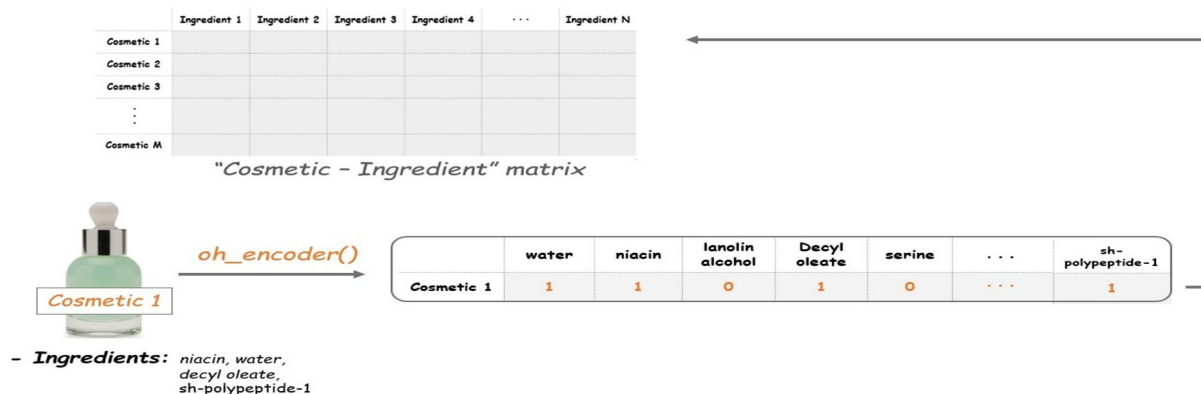 Ingredient 1 Ingredient 2 Ingredient 3 Ingredient 4 ... Ingredient N
Cosmetic 1
Cosmetic 2
Cosmetic 3
⋮
Cosmetic M
"Cosmetic – Ingredient" matrix
Cosmetic 1
oh_encoder()
water niacin lanolin alcohol Decyl oleate serine ... sh-polypeptide-1
Cosmetic 1 1 1 0 1 0 ... 1
- Ingredients: niacin, water,
decyl oleate,
sh-polypeptide-1